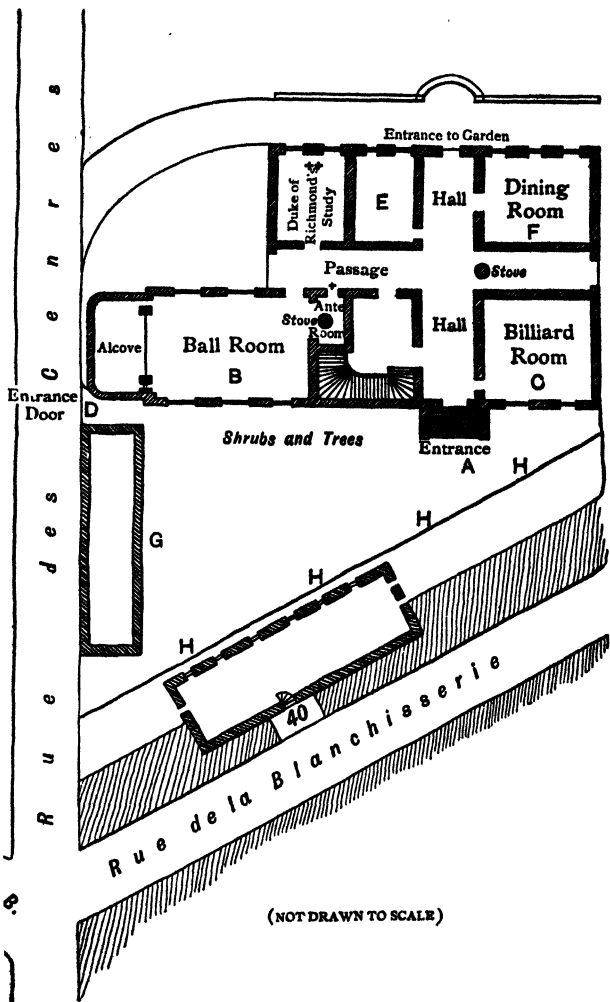 Entrance to Garden
Duke of
Richmond's
Study
E
Hall
Dining
Room
F
Passage
Stove
Ante
Room
Stove
Alcove
Ball Room
B
Hall
Billiard
Room
C
Entrance
Door
D
Shrubs and Trees
Entrance
A
H
H
H
H
G
40
Rue des Cendres
Rue de la Blanchisserie
B.
(NOT DRAWN TO SCALE)